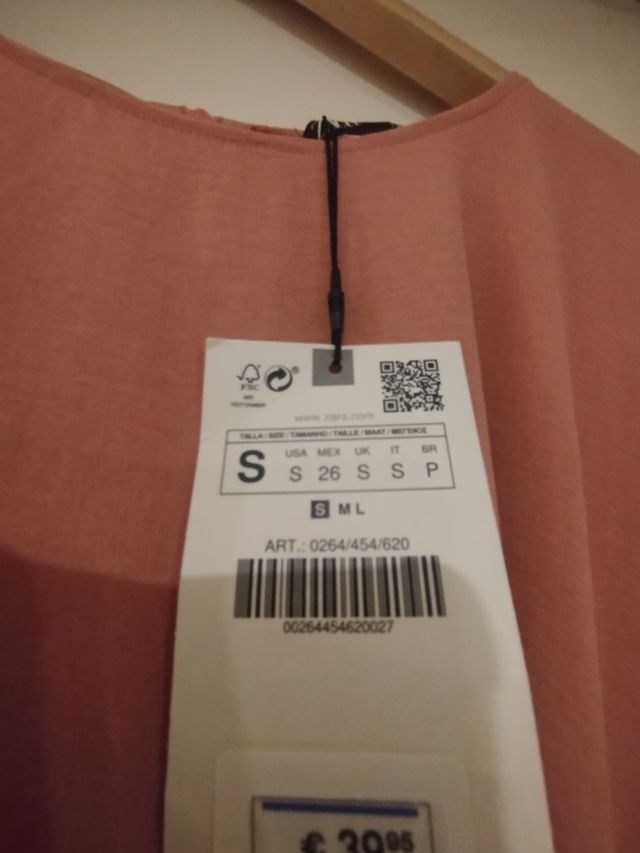 FSC
www.zara.com
TALLA / SIZE / TAMANHO / TAILLE / MAAT / ΜΕΓΕΘΟΣ
S USA MEX UK IT BR
S 26 S S P
S M L
ART.: 0264/454/620
00264454620027
€ 39,95